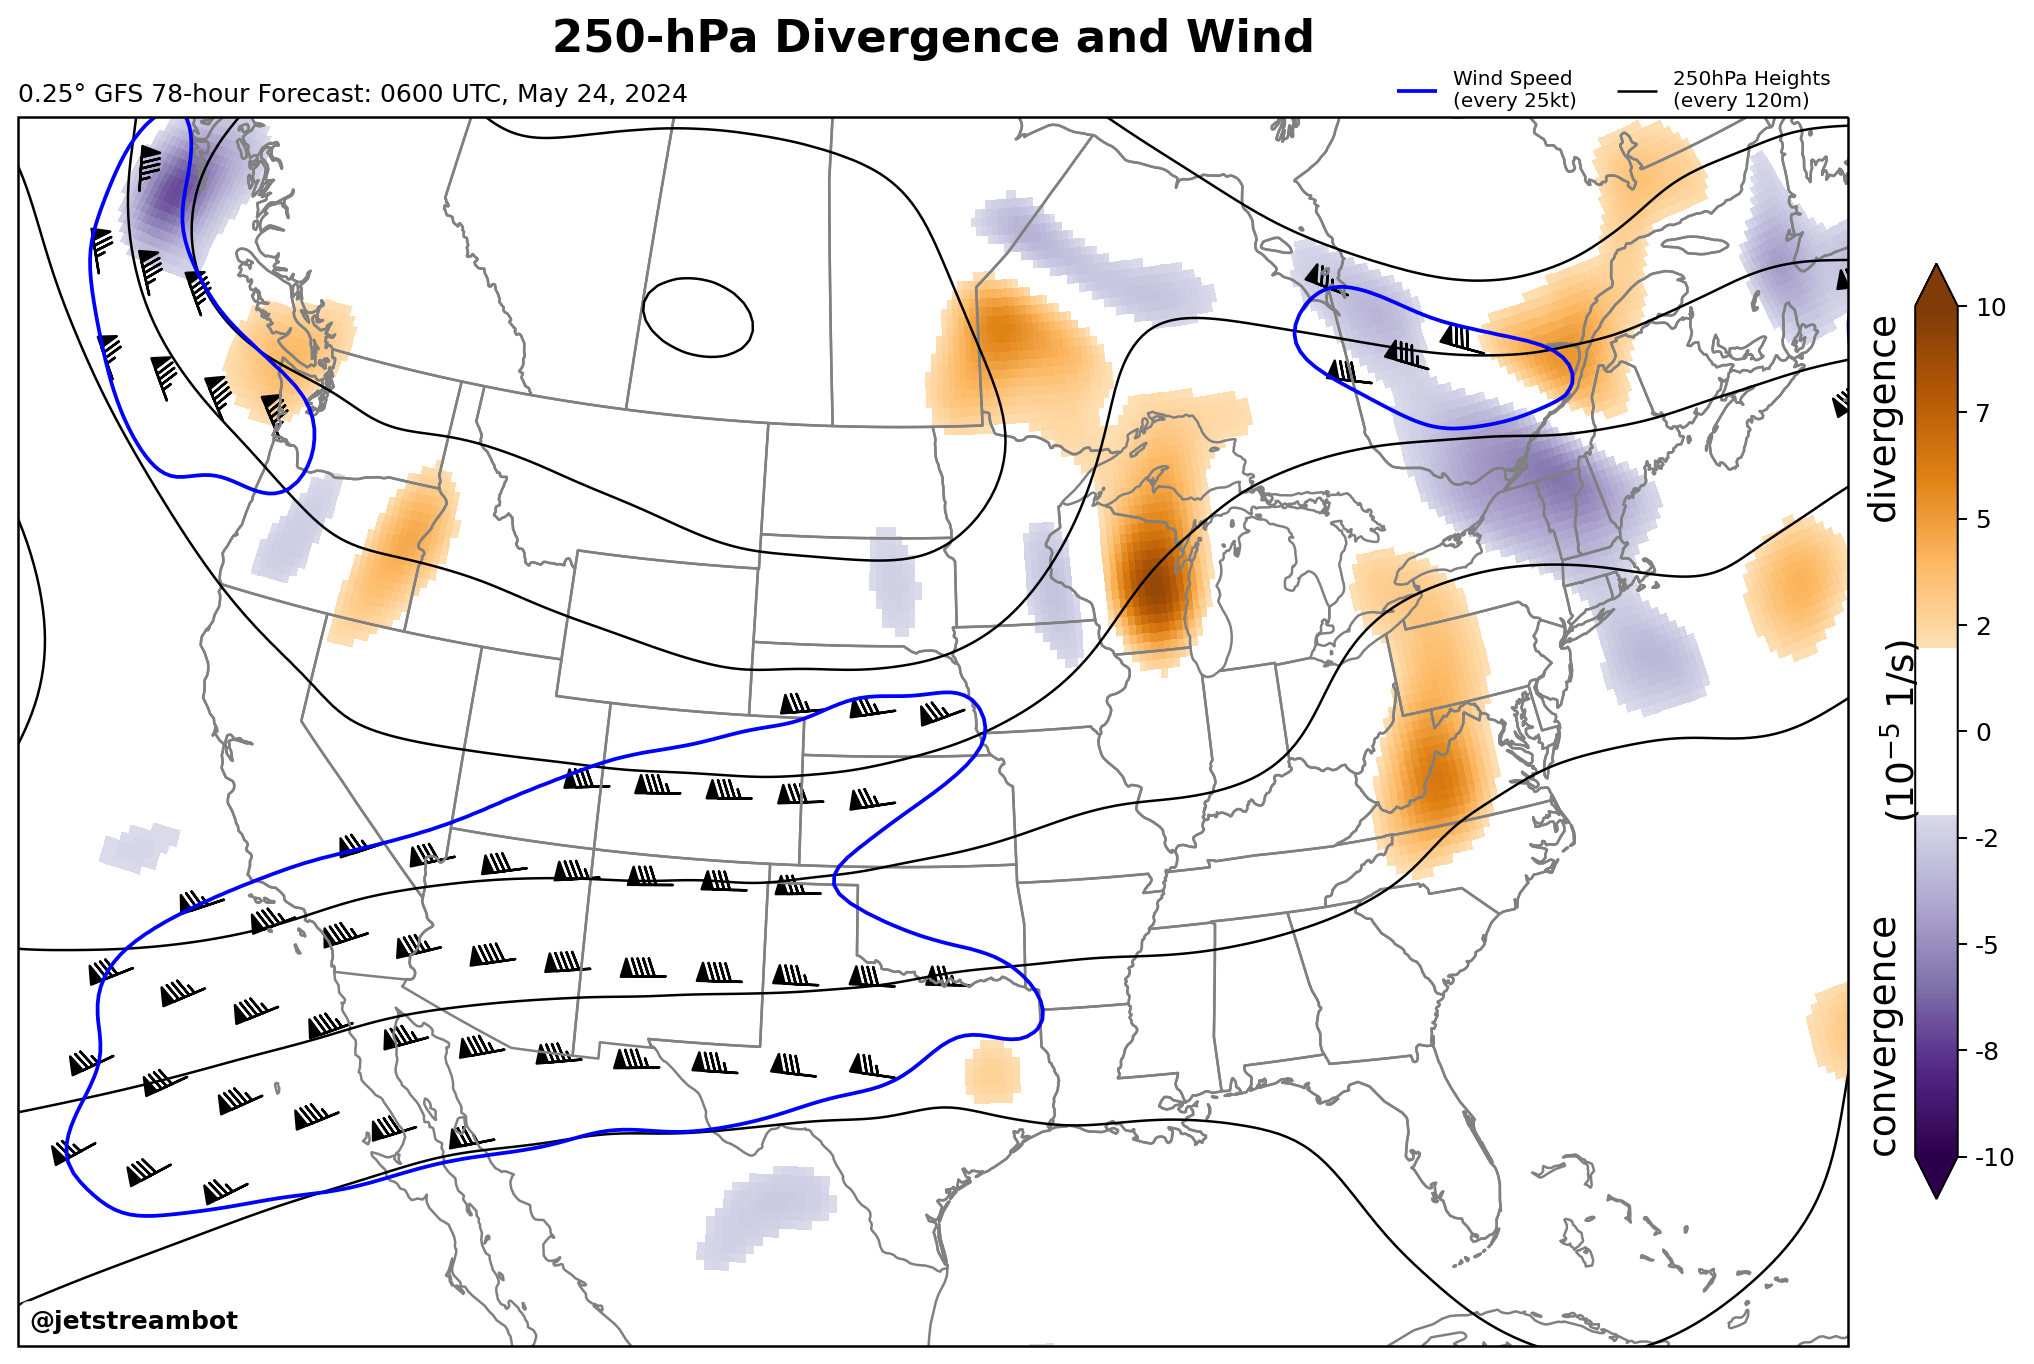 250-hPa Divergence and Wind
0.25° GFS 78-hour Forecast: 0600 UTC, May 24, 2024
Wind Speed
(every 25kt)
250hPa Heights
(every 120m)
10
7
5
2
0
-2
-5
-8
-10
convergence
(10⁻⁵ 1/s)
divergence
@jetstreambot